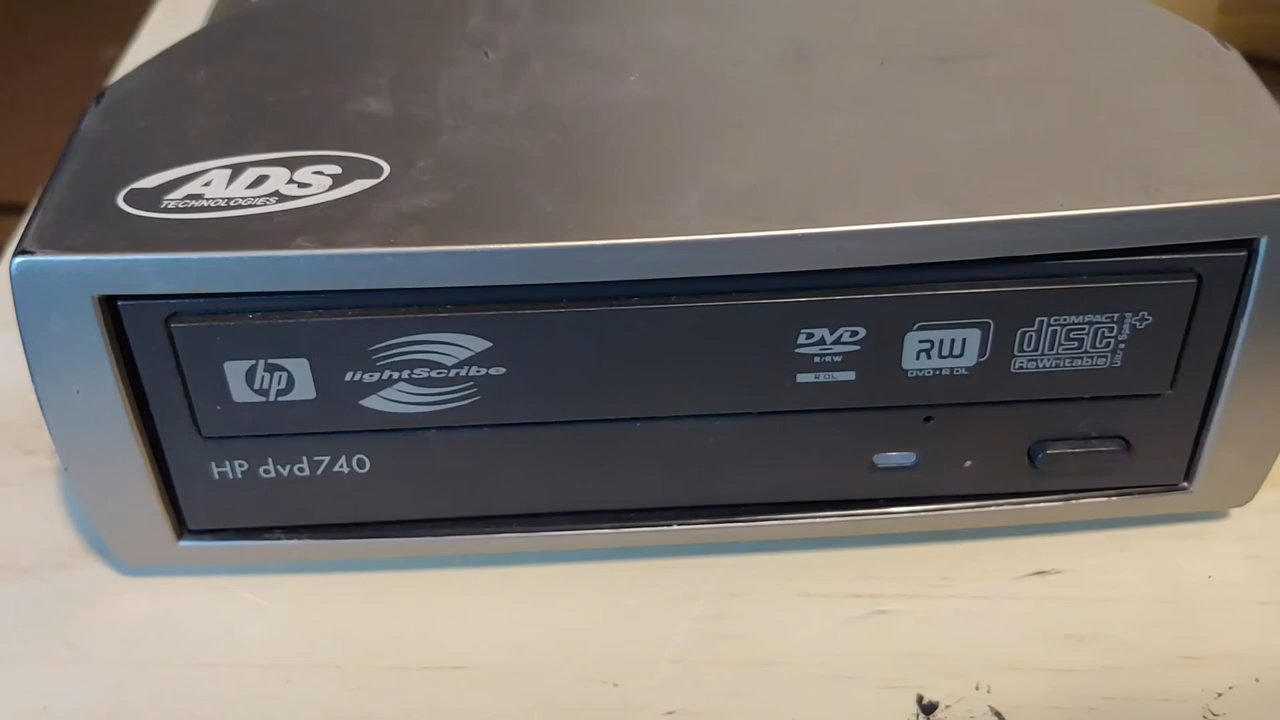 ADS
TECHNOLOGIES
hp
lightScribe
DVD
R/RW
R DL
RW
DVD+R DL
COMPACT
disc
ReWritable
Ultra Speed
+
HP dvd740